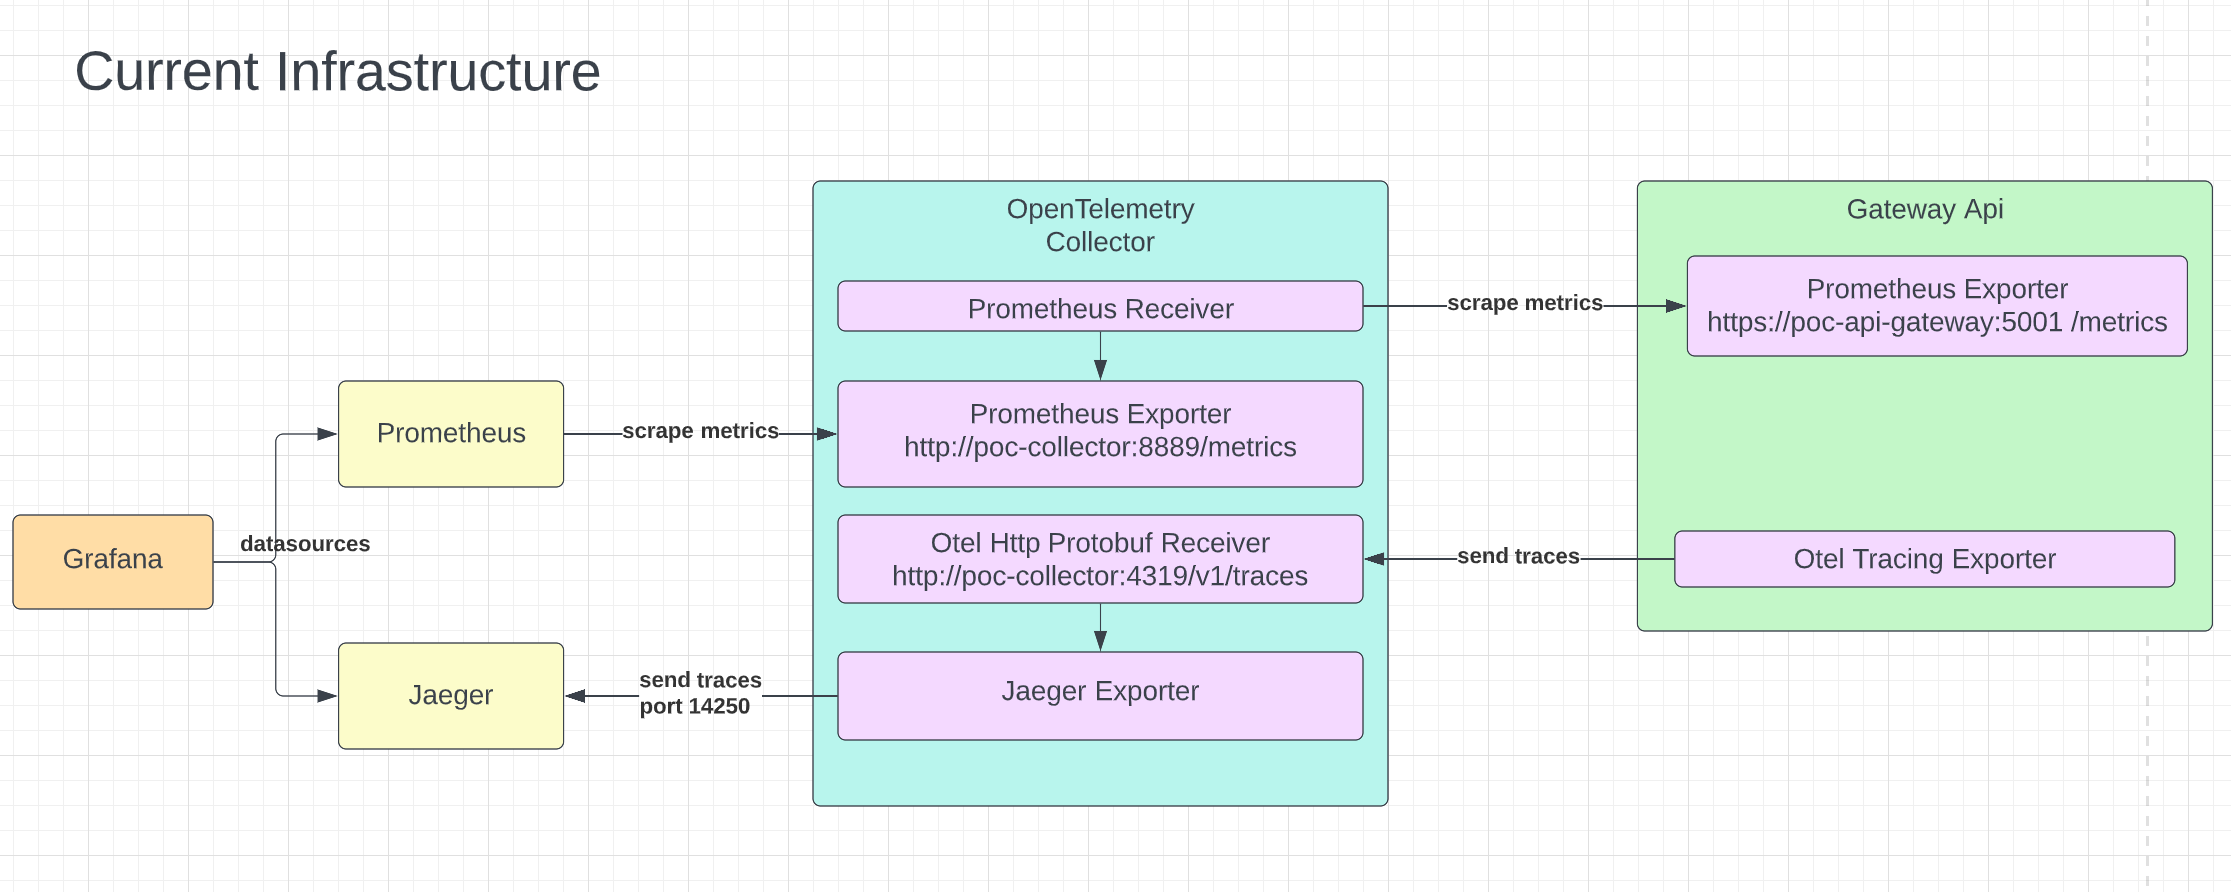 Current Infrastructure
OpenTelemetry
Collector
Prometheus Receiver
Prometheus Exporter
http://poc-collector:8889/metrics
Otel Http Protobuf Receiver
http://poc-collector:4319/v1/traces
Jaeger Exporter
Gateway Api
Prometheus Exporter
https://poc-api-gateway:5001 /metrics
Otel Tracing Exporter
scrape metrics
send traces
Prometheus
scrape metrics
Grafana
datasources
Jaeger
send traces
port 14250